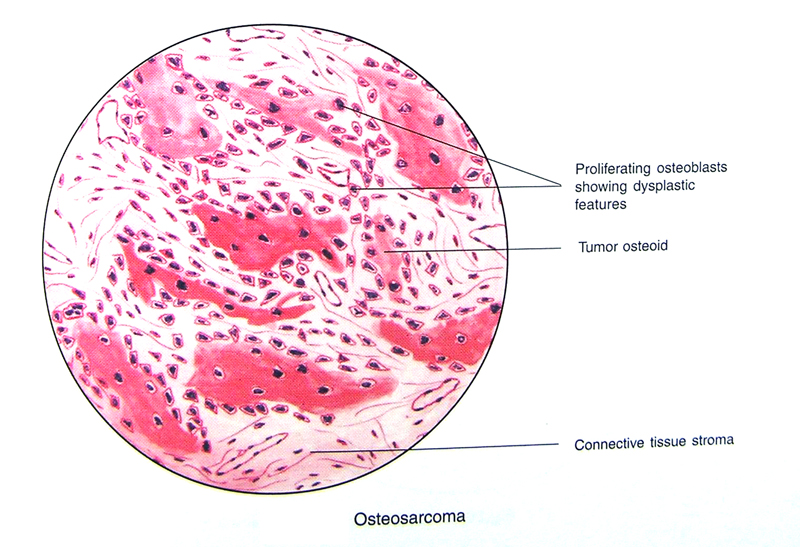 Proliferating osteoblasts
showing dysplastic
features
Tumor osteoid
Connective tissue stroma
Osteosarcoma